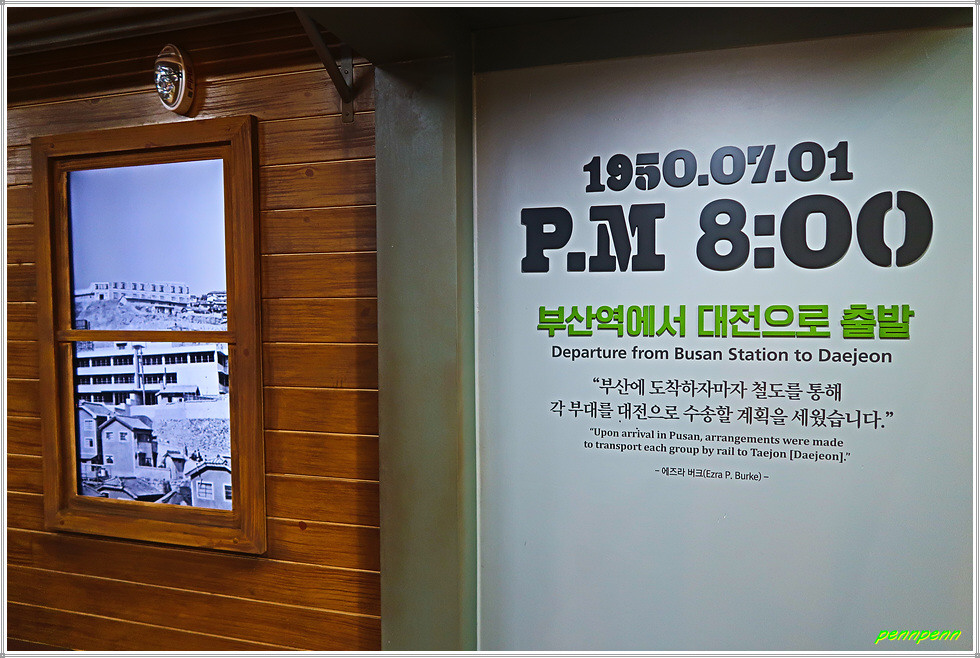 1950.07.01
P.M 8:00
부산역에서 대전으로 출발
Departure from Busan Station to Daejeon
“부산에 도착하자마자 철도를 통해
각 부대를 대전으로 수송할 계획을 세웠습니다.”
“Upon arrival in Pusan, arrangements were made
to transport each group by rail to Taejon [Daejeon].”
– 에즈라 버크(Ezra P. Burke) –
pennpenn